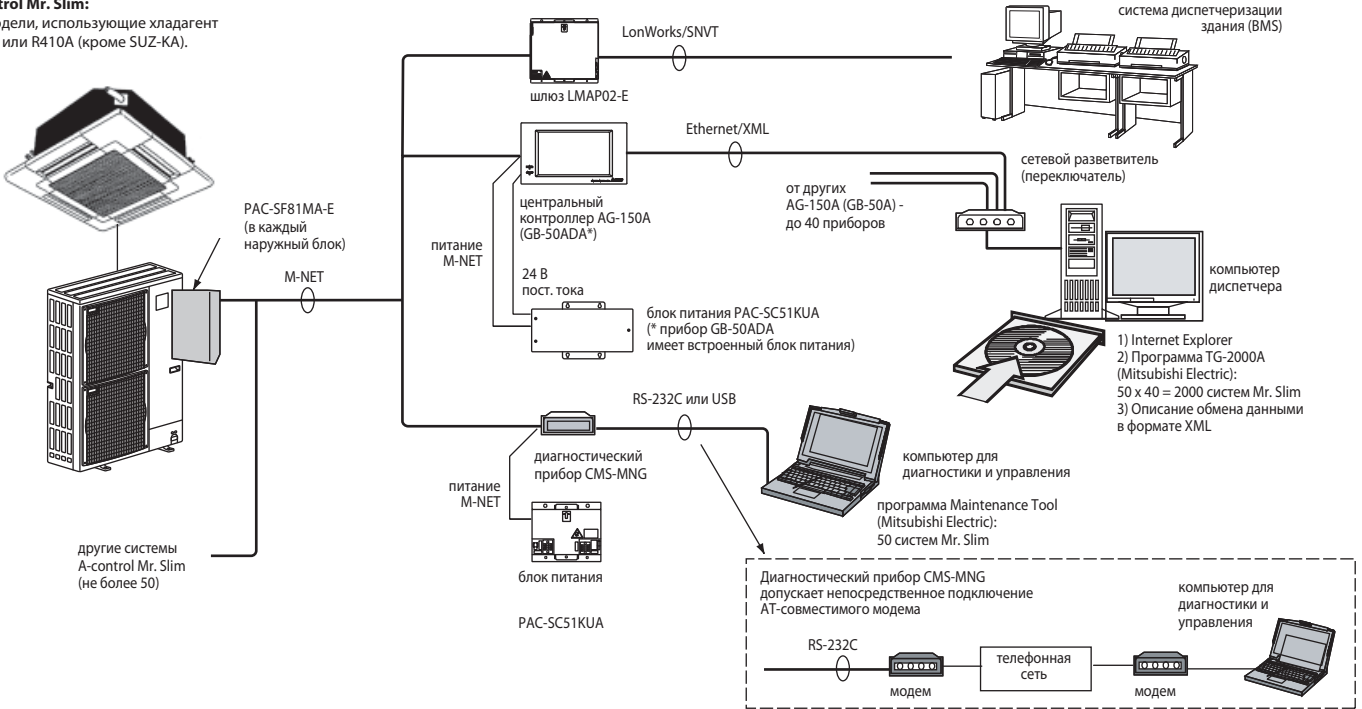 ntrol Mr. Slim:
одели, использующие хладагент
или R410A (кроме SUZ-KA).
PAC-SF81MA-E
(в каждый
наружный блок)
M-NET
другие системы
A-control Mr. Slim
(не более 50)
LonWorks/SNVT
шлюз LMAP02-E
система диспетчеризации
здания (BMS)
Ethernet/XML
центральный
контроллер AG-150A
(GB-50ADA*)
питание
M-NET
24 В
пост. тока
блок питания PAC-SC51KUA
(* прибор GB-50ADA
имеет встроенный блок питания)
от других
AG-150A (GB-50A) -
до 40 приборов
сетевой разветвитель
(переключатель)
компьютер
диспетчера
1) Internet Explorer
2) Программа TG-2000A
(Mitsubishi Electric):
50 x 40 = 2000 систем Mr. Slim
3) Описание обмена данными
в формате XML
RS-232C или USB
диагностический
прибор CMS-MNG
питание
M-NET
блок питания
PAC-SC51KUA
компьютер для
диагностики и управления
программа Maintenance Tool
(Mitsubishi Electric):
50 систем Mr. Slim
Диагностический прибор CMS-MNG
допускает непосредственное подключение
АТ-совместимого модема
RS-232C
модем
телефонная
сеть
модем
компьютер для
диагностики и
управления